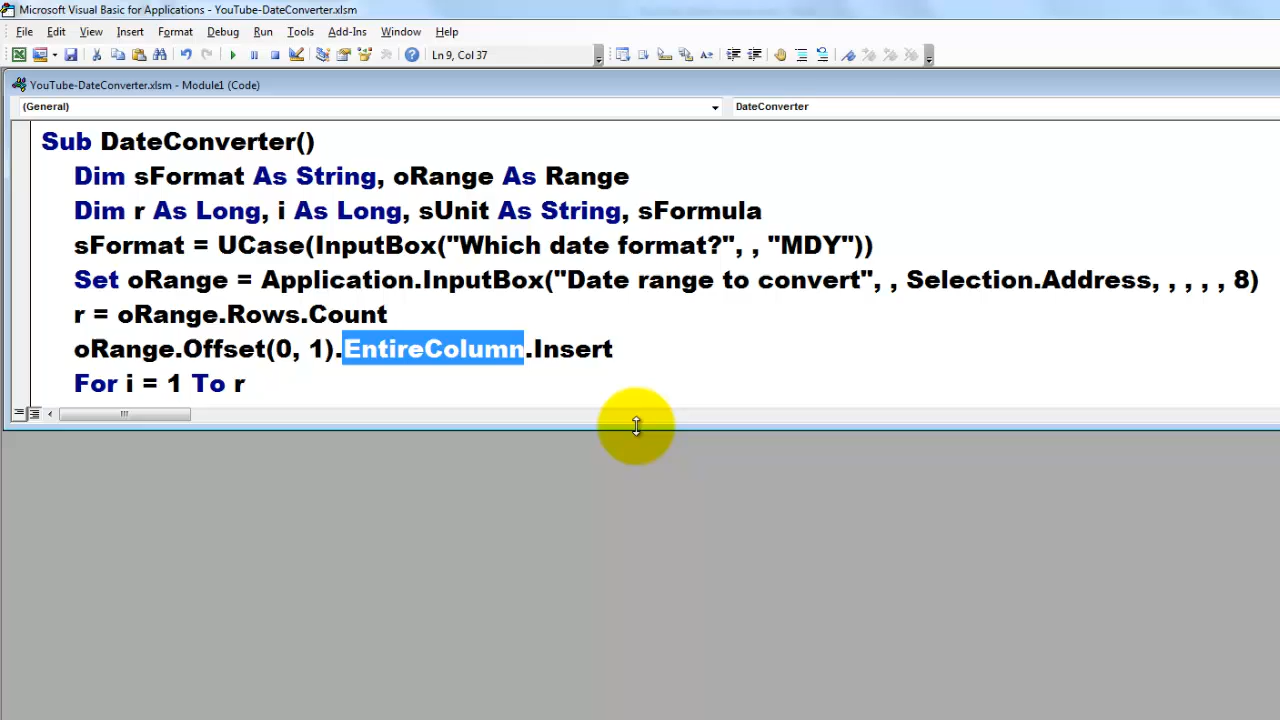 Microsoft Visual Basic for Applications - YouTube-DateConverter.xlsm
File Edit View Insert Format Debug Run Tools Add-Ins Window Help
Ln 9, Col 37
YouTube-DateConverter.xlsm - Module1 (Code)
(General) DateConverter
Sub DateConverter()
Dim sFormat As String, oRange As Range
Dim r As Long, i As Long, sUnit As String, sFormula
sFormat = UCase(InputBox("Which date format?", , "MDY"))
Set oRange = Application.InputBox("Date range to convert", , Selection.Address, , , , , 8)
r = oRange.Rows.Count
oRange.Offset(0, 1).EntireColumn.Insert
For i = 1 To r